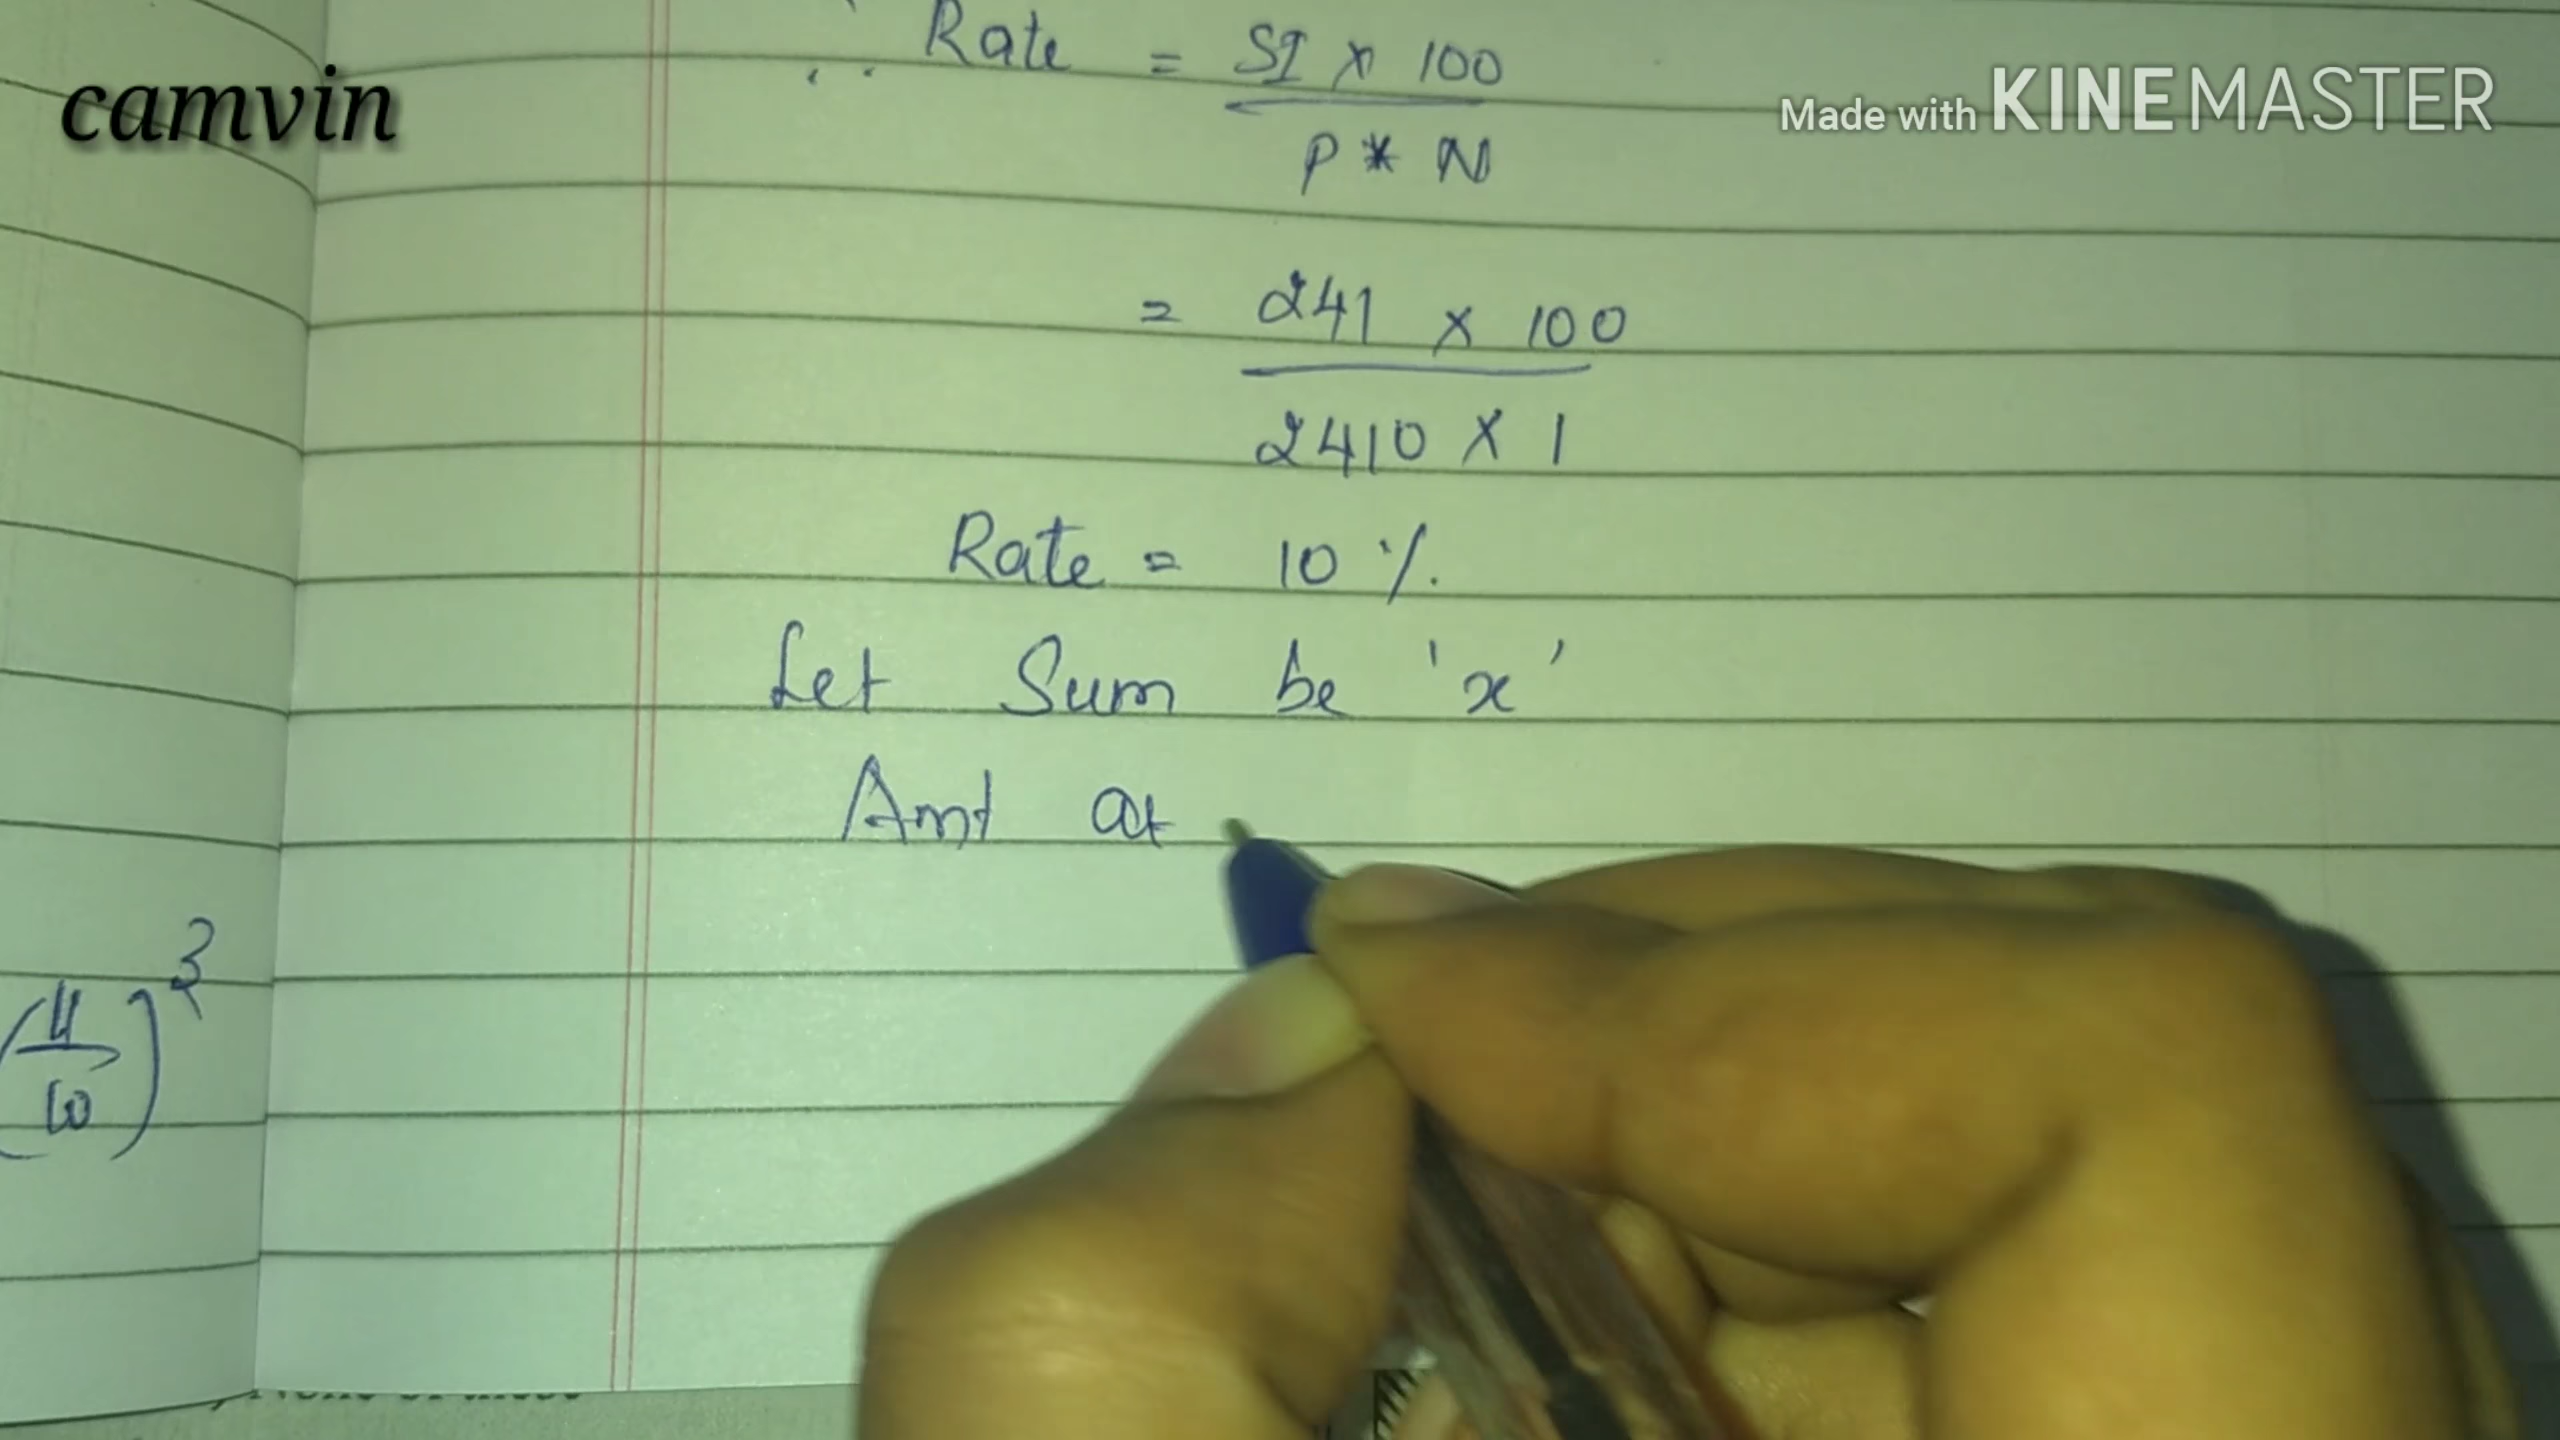 Rate = SI x 100
P * N
camvin
Made with KINEMASTER
= 241 x 100
2410 x 1
Rate = 10 %.
Let Sum be 'x'
Amt at
(11/10)^3